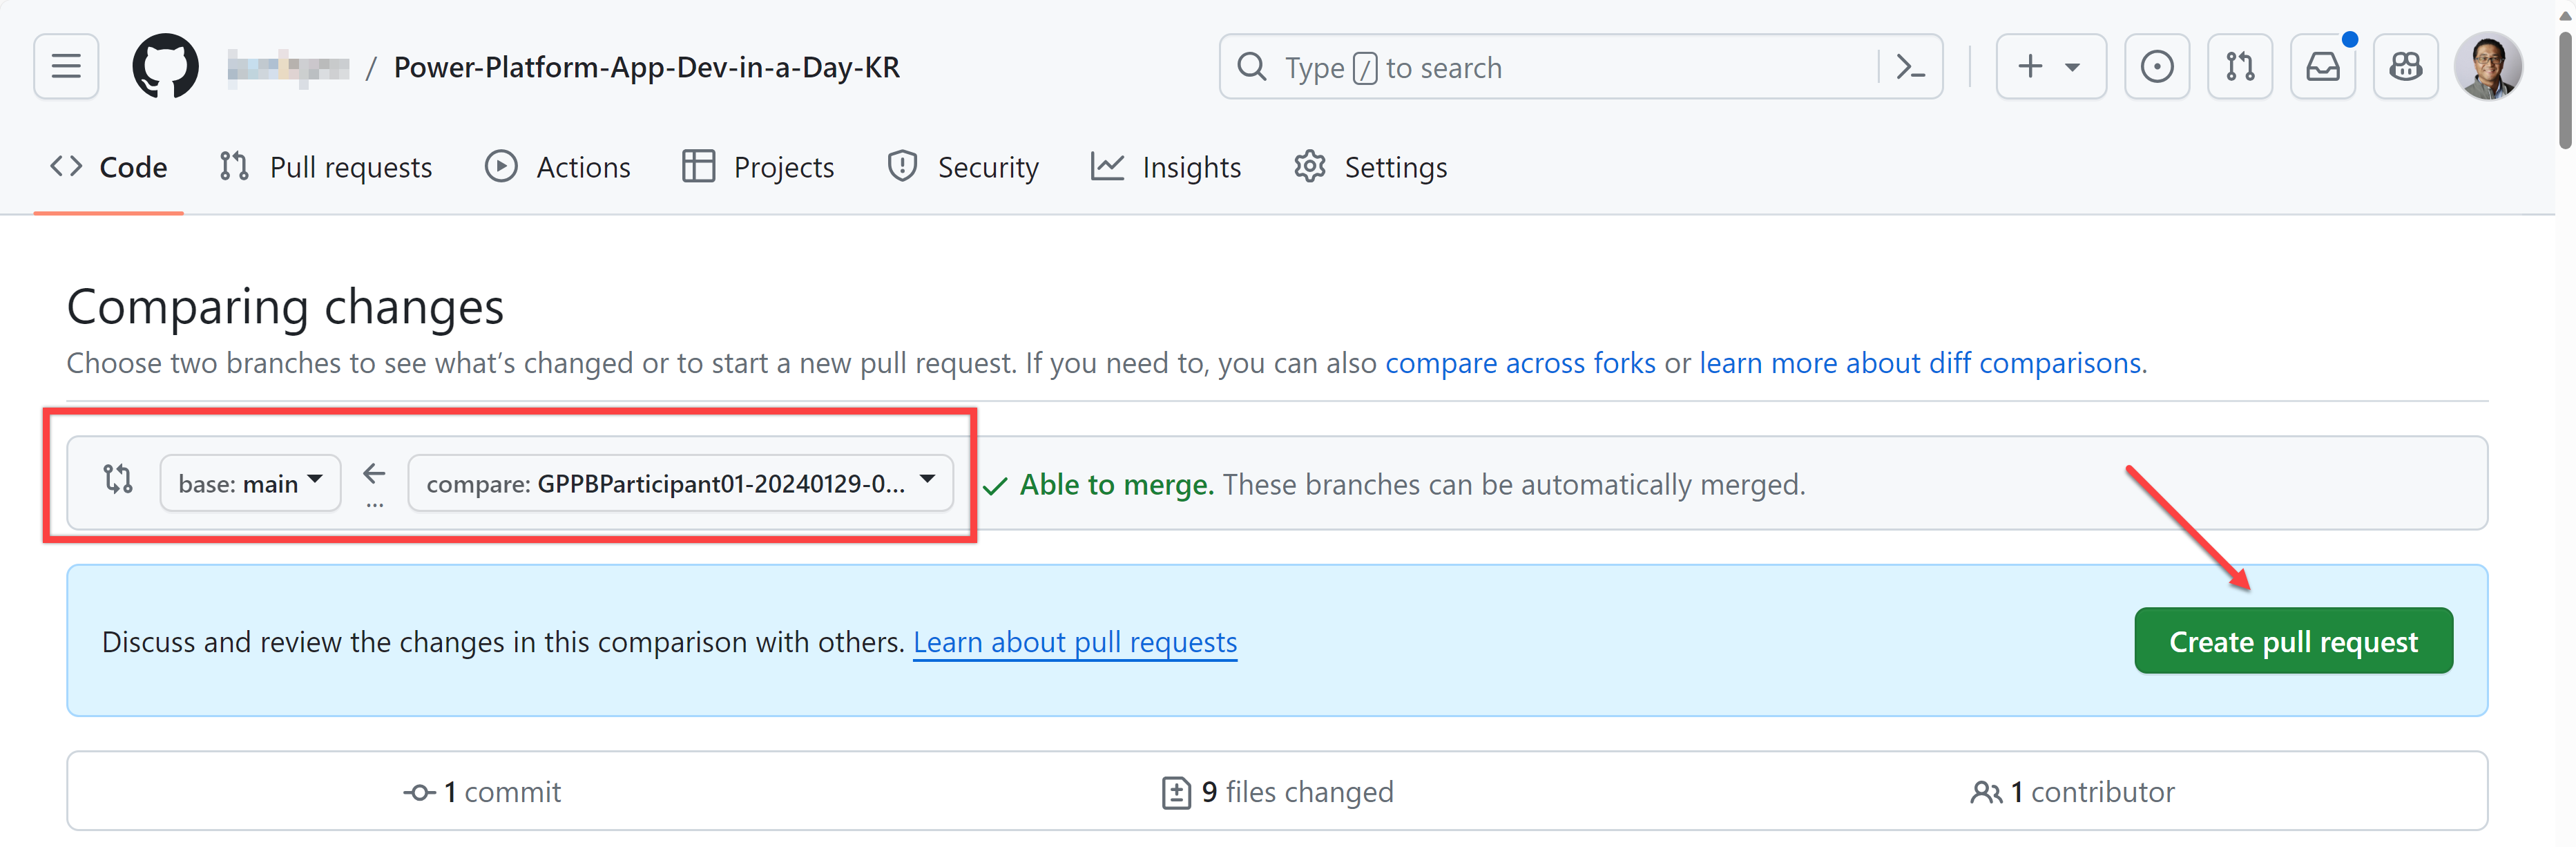 / Power-Platform-App-Dev-in-a-Day-KR
Type / to search
Code Pull requests Actions Projects Security Insights Settings
Comparing changes
Choose two branches to see what’s changed or to start a new pull request. If you need to, you can also compare across forks or learn more about diff comparisons.
base: main ... compare: GPPBParticipant01-20240129-0... Able to merge. These branches can be automatically merged.
Discuss and review the changes in this comparison with others. Learn about pull requests
Create pull request
1 commit 9 files changed 1 contributor